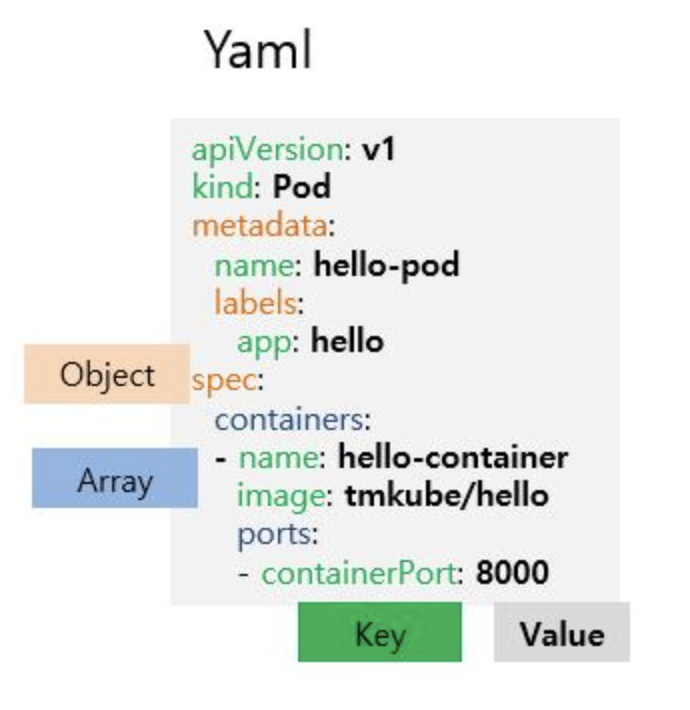 Yaml
apiVersion: v1
kind: Pod
metadata:
name: hello-pod
labels:
app: hello
Object
spec:
containers:
- name: hello-container
Array
image: tmkube/hello
ports:
- containerPort: 8000
Key
Value